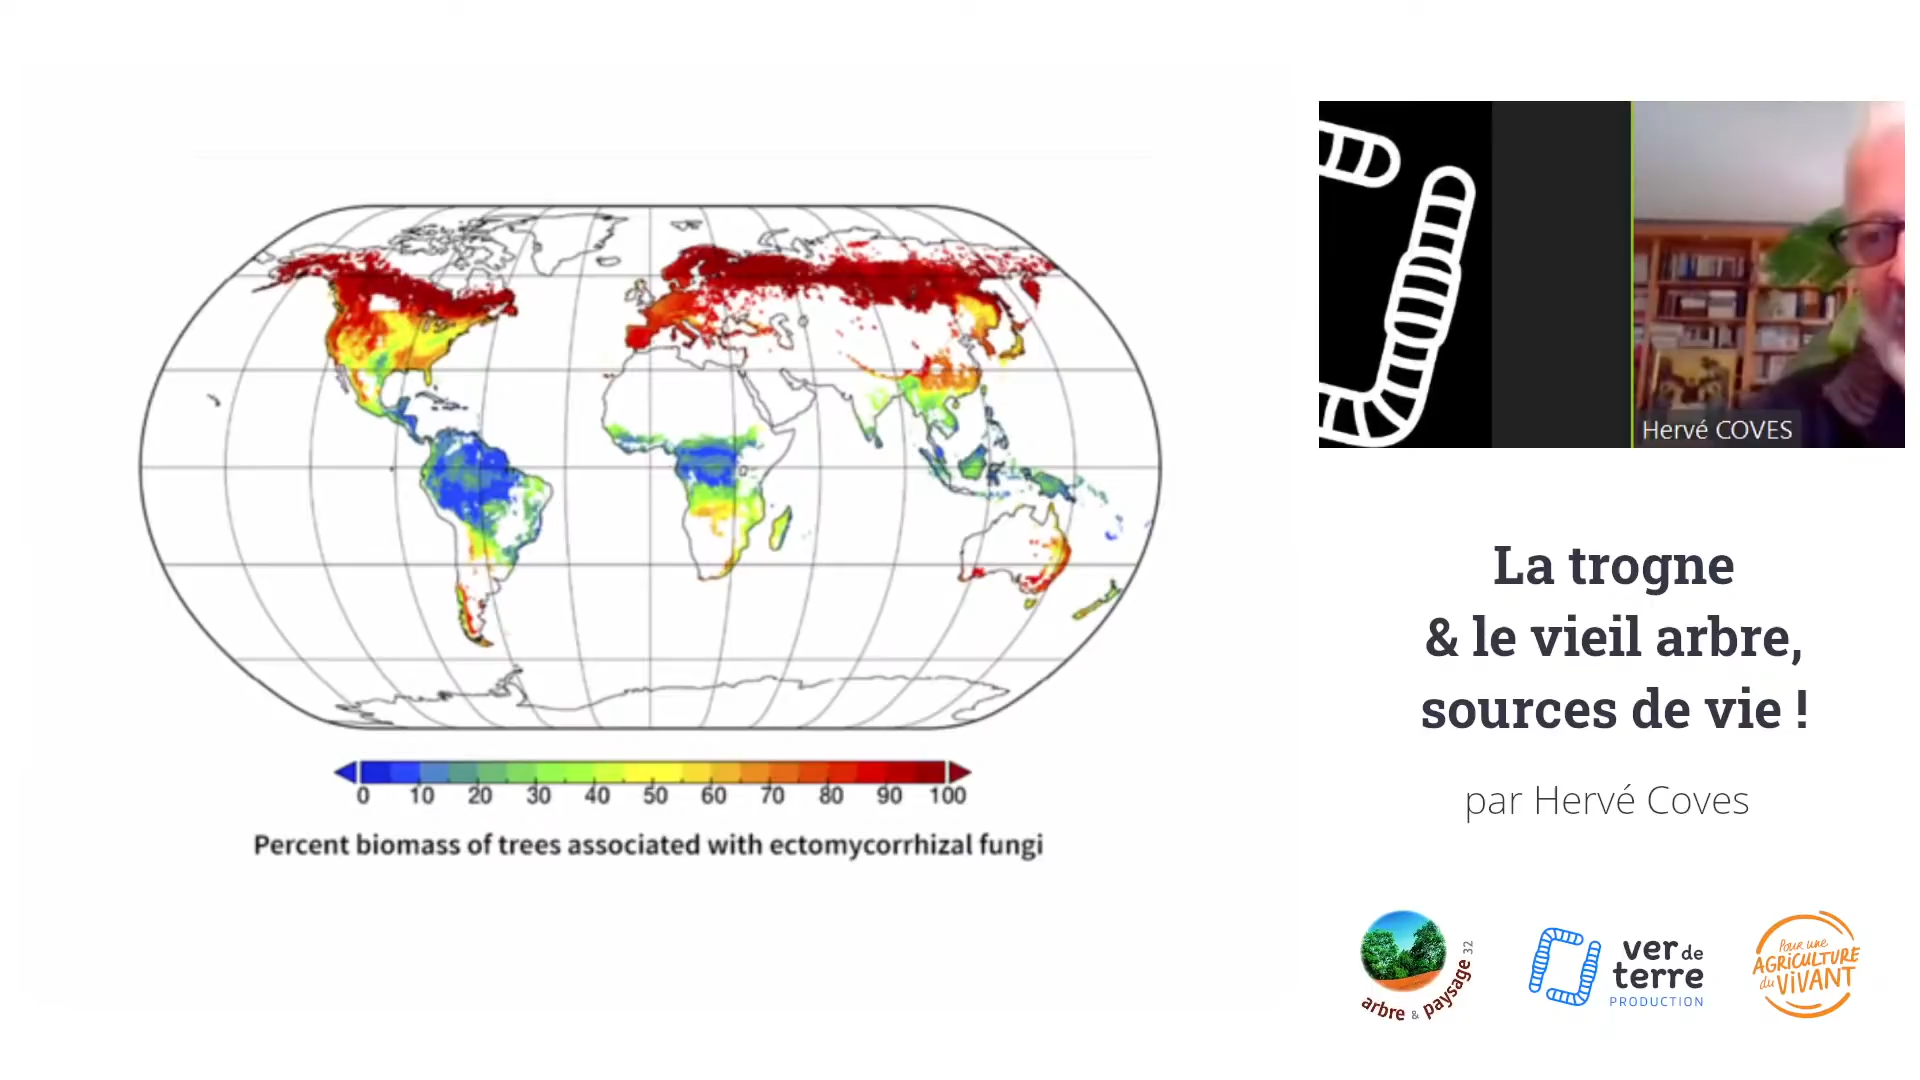 0 10 20 30 40 50 60 70 80 90 100
Percent biomass of trees associated with ectomycorrhizal fungi
Hervé COVES
La trogne
& le vieil arbre,
sources de vie !
par Hervé Coves
arbre & paysage 32
ver de
terre
PRODUCTION
Pour une
AGRICULTURE
du VIVANT